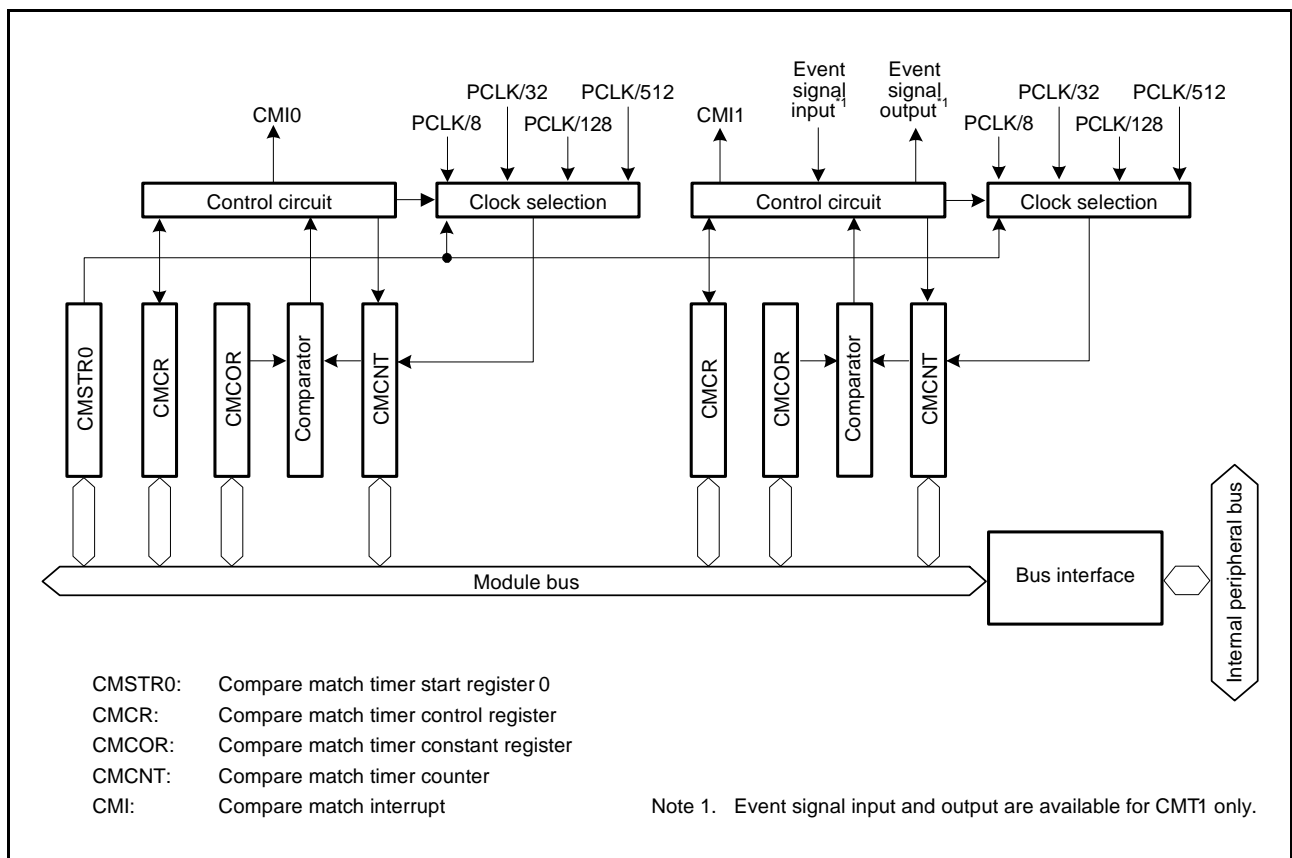 CMI0
PCLK/8
PCLK/32
PCLK/128
PCLK/512
CMI1
Event
signal
input*1
Event
signal
output*1
PCLK/8
PCLK/32
PCLK/128
PCLK/512
Control circuit
Clock selection
Control circuit
Clock selection
CMSTR0
CMCR
CMCOR
Comparator
CMCNT
CMCR
CMCOR
Comparator
CMCNT
Module bus
Bus interface
Internal peripheral bus
CMSTR0: Compare match timer start register 0
CMCR: Compare match timer control register
CMCOR: Compare match timer constant register
CMCNT: Compare match timer counter
CMI: Compare match interrupt
Note 1. Event signal input and output are available for CMT1 only.